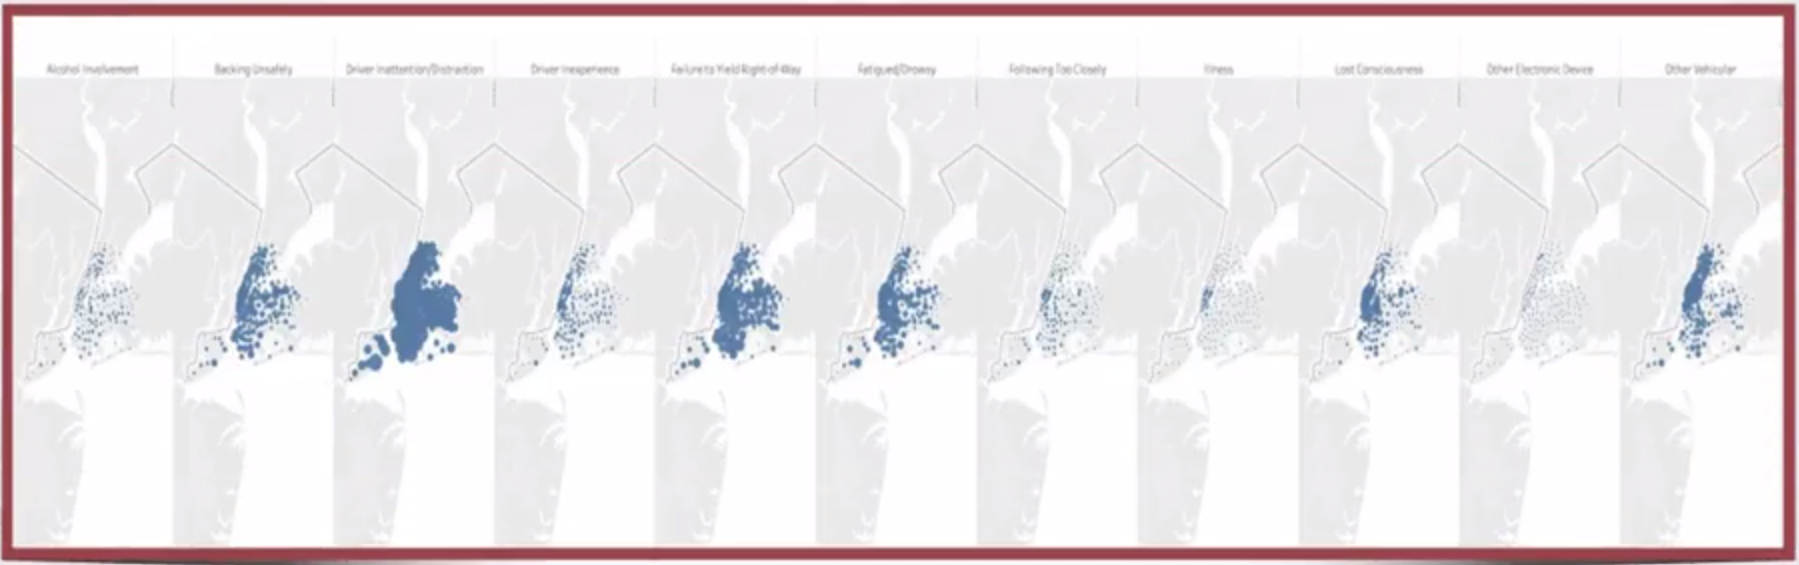 Alcohol Involvement
Backing Unsafely
Driver Inattention/Distraction
Driver Inexperience
Failure to Yield Right-of-Way
Fatigued/Drowsy
Following Too Closely
Illness
Lost Consciousness
Other Electronic Device
Other Vehicular